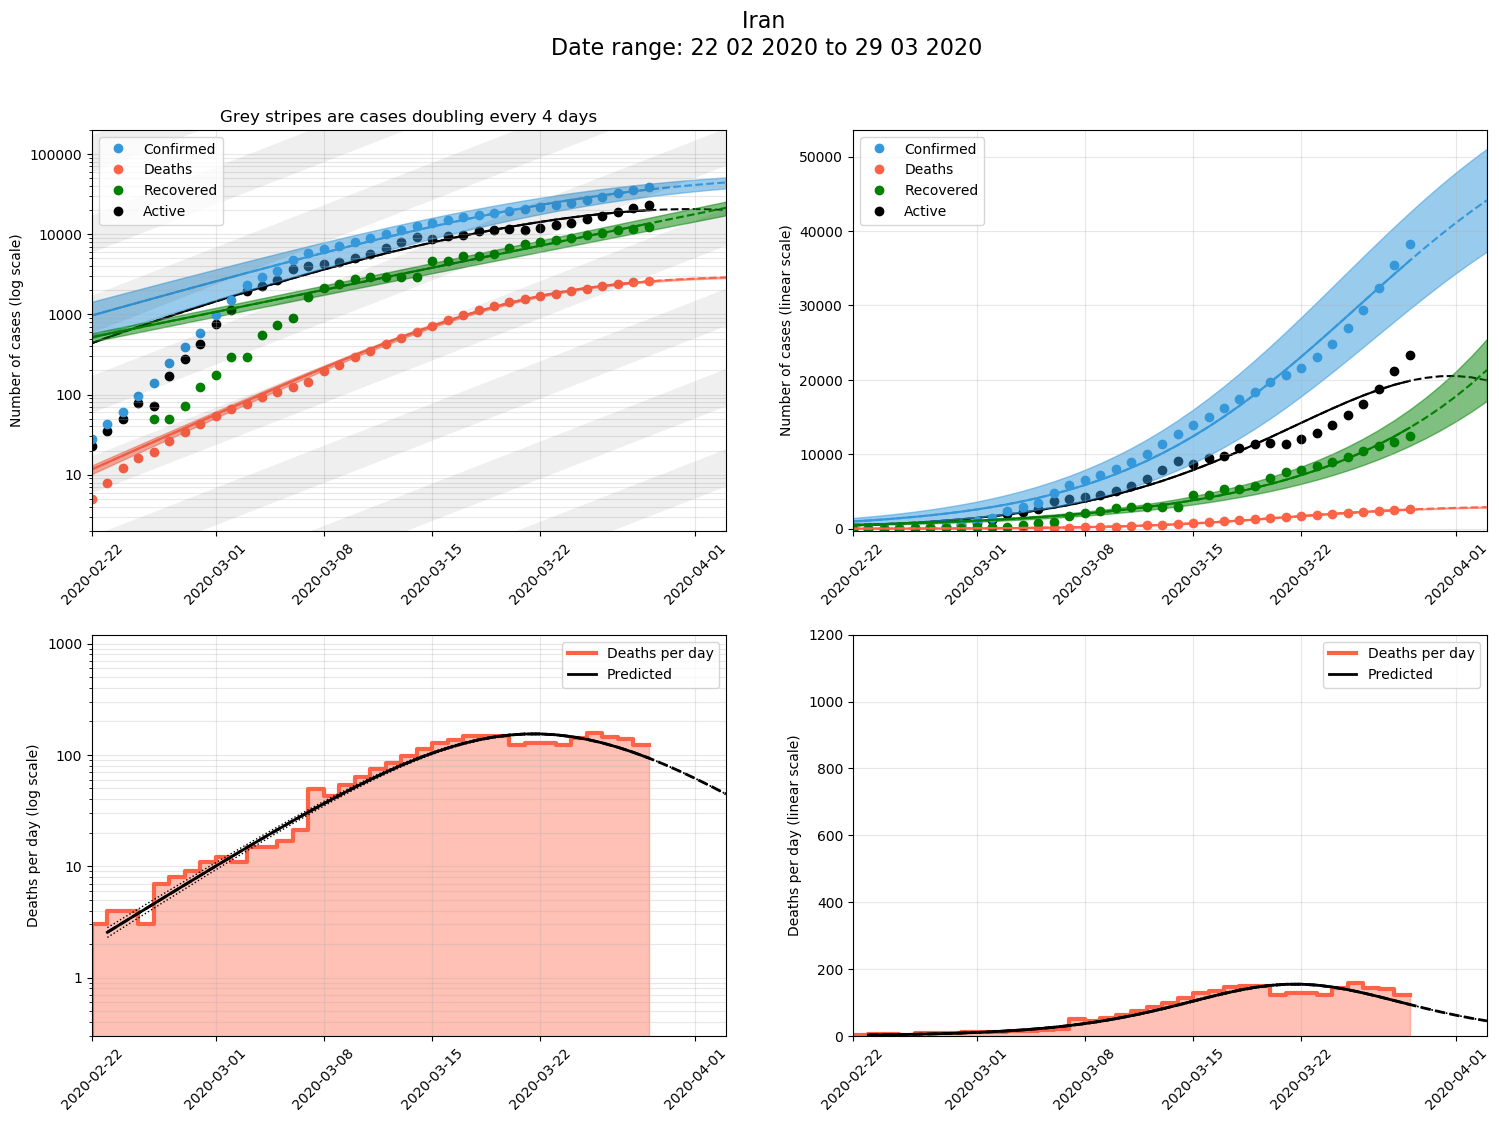 Iran
Date range: 22 02 2020 to 29 03 2020
Grey stripes are cases doubling every 4 days
Number of cases (log scale)
100000
10000
1000
100
10
Confirmed
Deaths
Recovered
Active
2020-02-22
2020-03-01
2020-03-08
2020-03-15
2020-03-22
2020-04-01
Number of cases (linear scale)
50000
40000
30000
20000
10000
0
Confirmed
Deaths
Recovered
Active
2020-02-22
2020-03-01
2020-03-08
2020-03-15
2020-03-22
2020-04-01
Deaths per day (log scale)
1000
100
10
1
Deaths per day
Predicted
2020-02-22
2020-03-01
2020-03-08
2020-03-15
2020-03-22
2020-04-01
Deaths per day (linear scale)
1200
1000
800
600
400
200
0
Deaths per day
Predicted
2020-02-22
2020-03-01
2020-03-08
2020-03-15
2020-03-22
2020-04-01